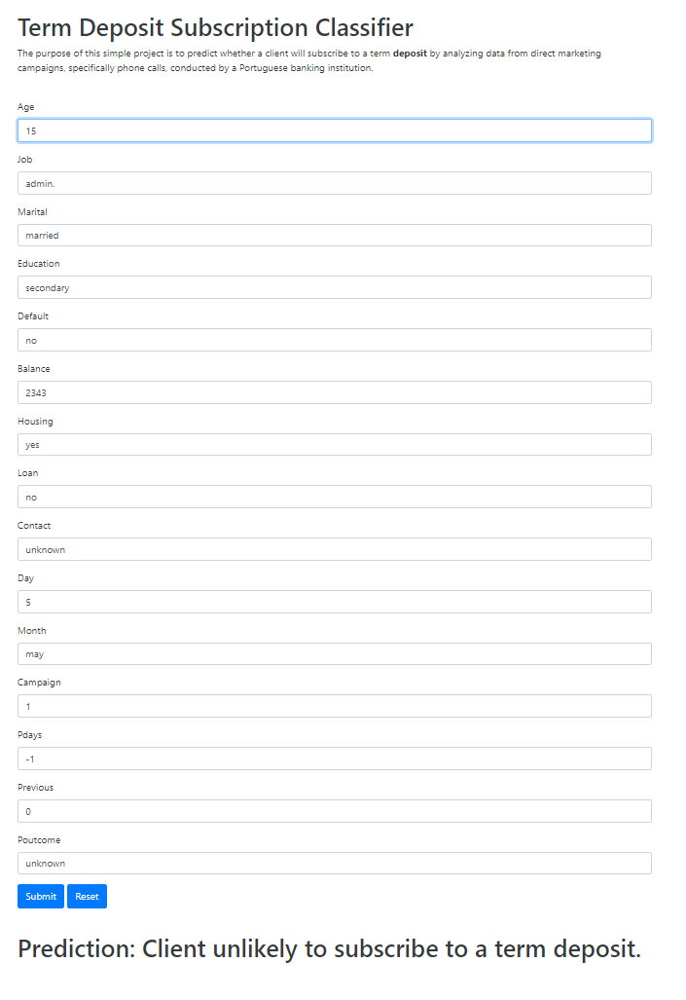 Term Deposit Subscription Classifier
The purpose of this simple project is to predict whether a client will subscribe to a term deposit by analyzing data from direct marketing
campaigns, specifically phone calls, conducted by a Portuguese banking institution.
Age
15
Job
admin.
Marital
married
Education
secondary
Default
no
Balance
2343
Housing
yes
Loan
no
Contact
unknown
Day
5
Month
may
Campaign
1
Pdays
-1
Previous
0
Poutcome
unknown
Submit Reset
Prediction: Client unlikely to subscribe to a term deposit.